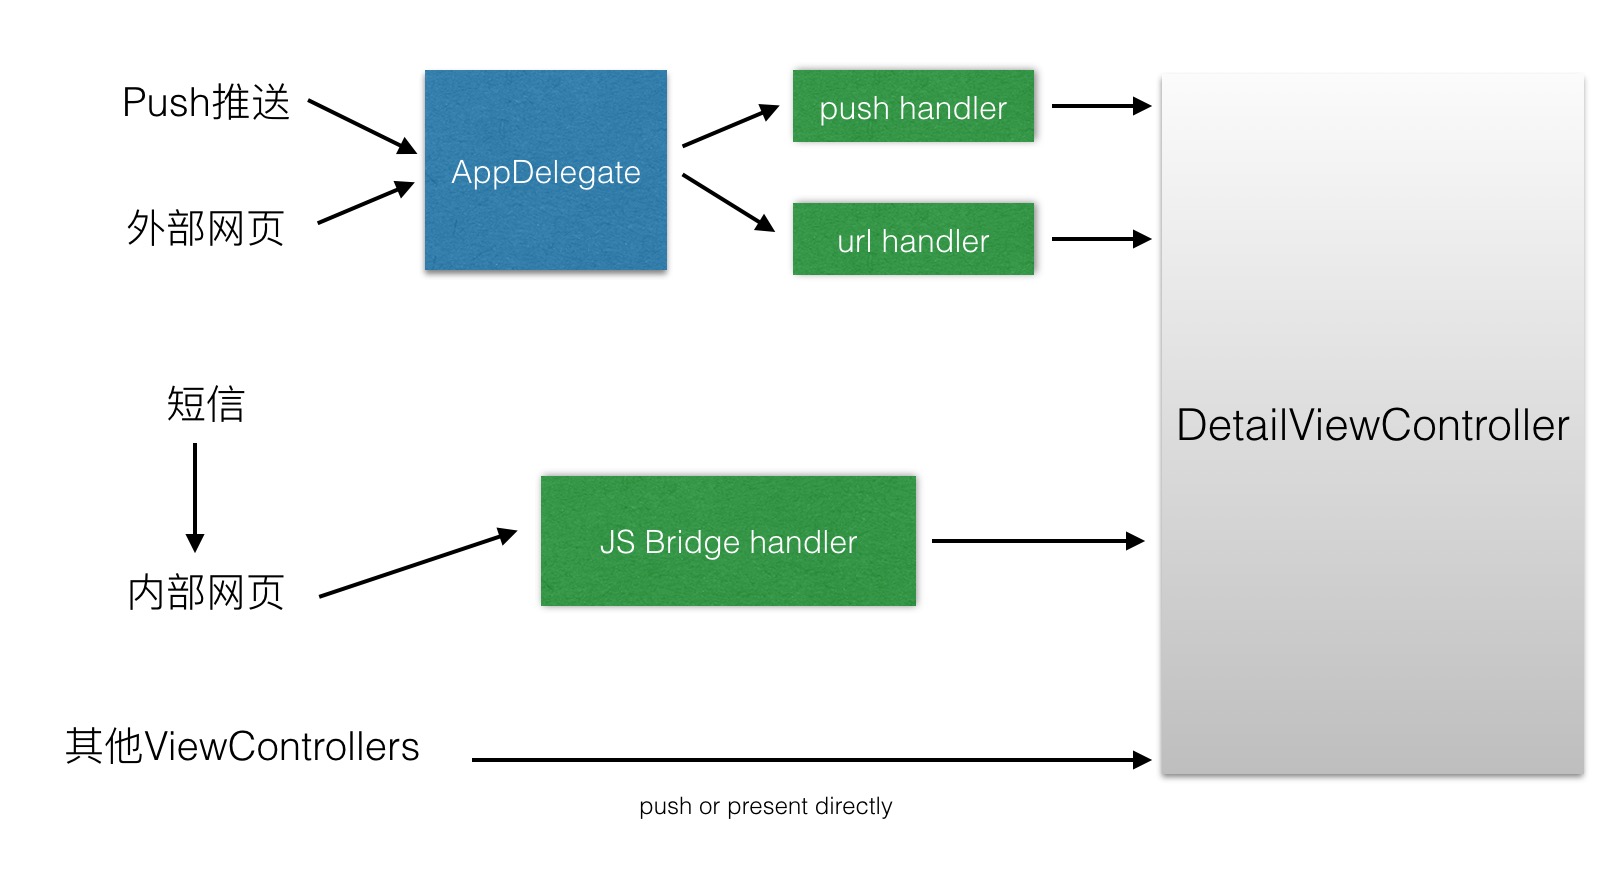 Push推送
AppDelegate
push handler
外部网页
url handler
短信
DetailViewController
JS Bridge handler
内部网页
其他ViewControllers
push or present directly